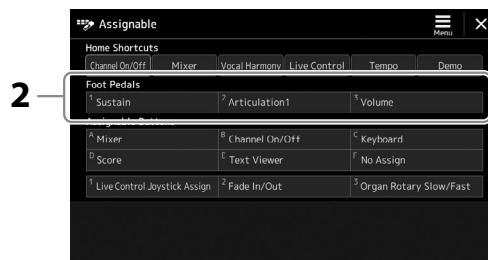 Assignable
Menu
Home Shortcuts
Channel On/Off Mixer Vocal Harmony Live Control Tempo Demo
2
Foot Pedals
1 Sustain 2 Articulation1 3 Volume
Assignable Buttons
A Mixer B Channel On/Off C Keyboard
D Score E Text Viewer F No Assign
1 Live Control Joystick Assign 2 Fade In/Out 3 Organ Rotary Slow/Fast